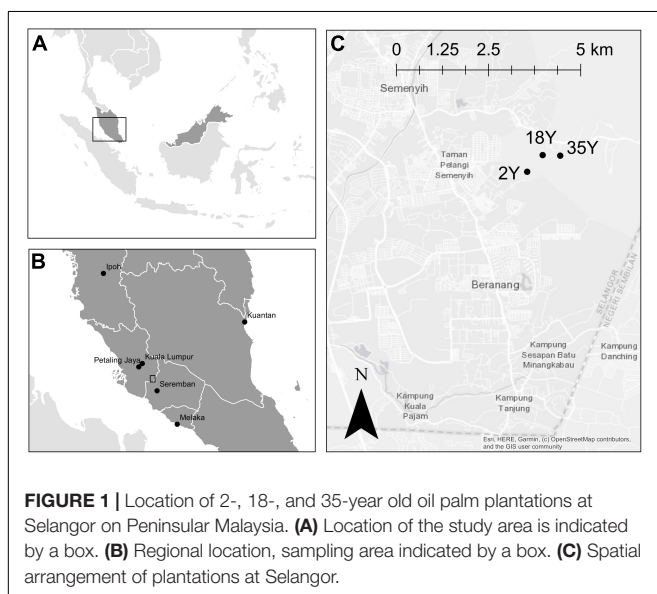 A
B
Ipoh
Kuantan
Petaling Jaya
Kuala Lumpur
Seremban
Melaka
C
0 1.25 2.5 5 km
Semenyih
Taman
Pelangi
Semenyih
18Y
35Y
2Y
Beranang
SELANGOR
NEGERI SEMBILAN
Kampung
Sesapan Batu
Minangkabau
Kampung
Danching
N
Kampung
Kuala
Pajam
Kampung
Tanjung
Esri, HERE, Garmin, (c) OpenStreetMap contributors,
and the GIS user community
FIGURE 1 | Location of 2-, 18-, and 35-year old oil palm plantations at
Selangor on Peninsular Malaysia. (A) Location of the study area is indicated
by a box. (B) Regional location, sampling area indicated by a box. (C) Spatial
arrangement of plantations at Selangor.